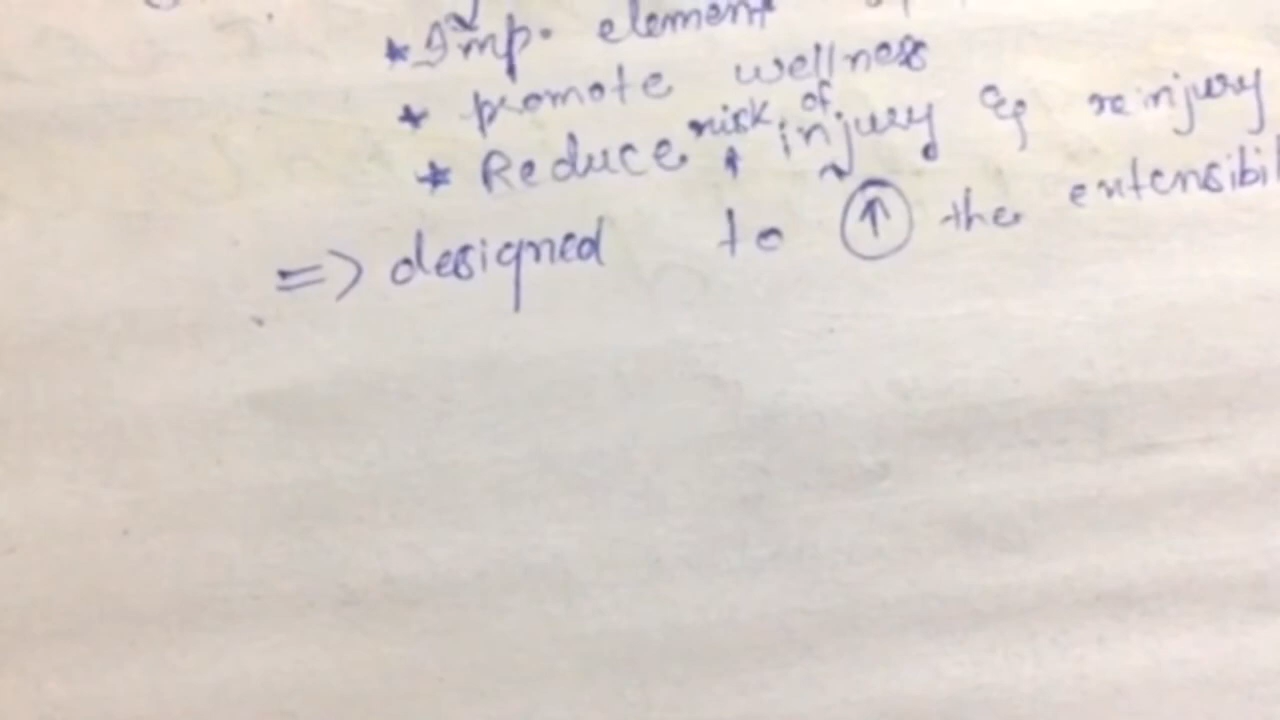 * Imp. element
* promote wellness
* Reduce risk of injury & reinjury
=> designed to ↑ the extensibil